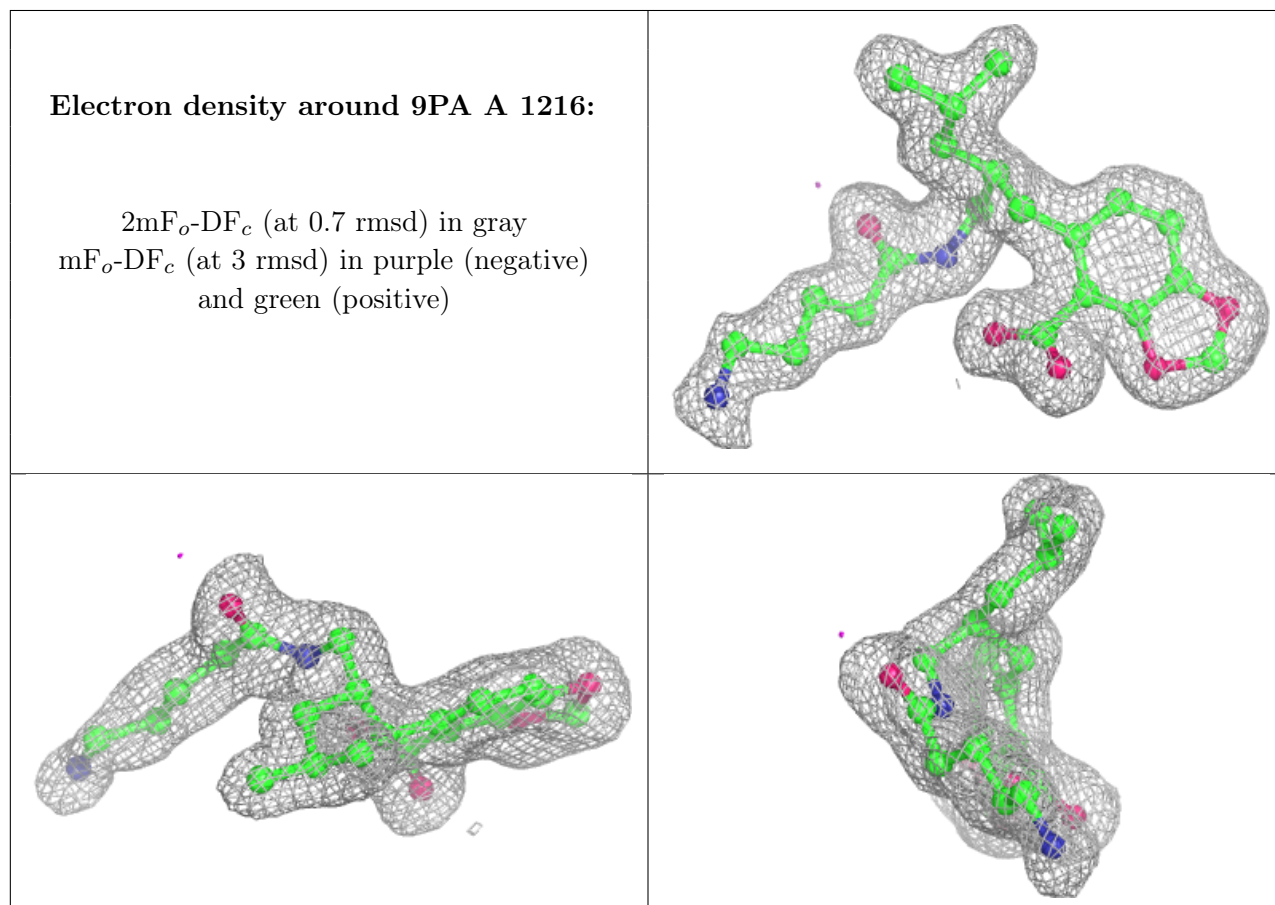 Electron density around 9PA A 1216:
2mFo-DFc (at 0.7 rmsd) in gray
mFo-DFc (at 3 rmsd) in purple (negative)
and green (positive)